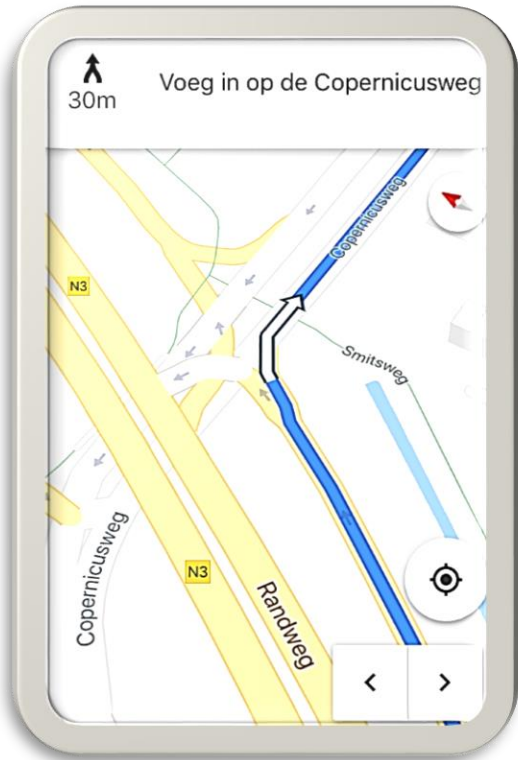 30m
Voeg in op de Copernicusweg
Copernicusweg
N3
Smitsweg
Copernicusweg
N3
Randweg